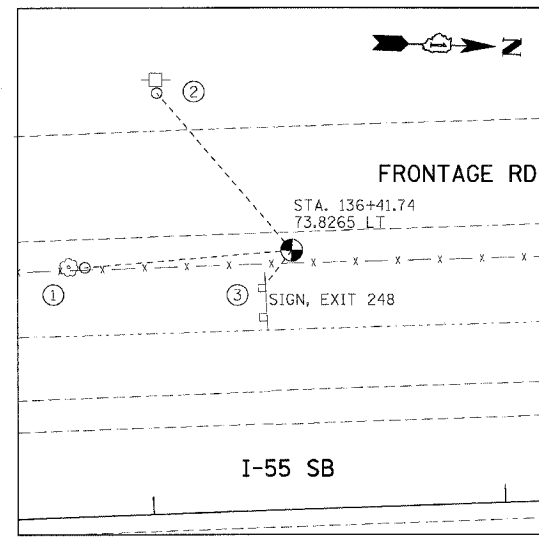 N
②
FRONTAGE RD
STA. 136+41.74
73.8265 LT
①
③
SIGN, EXIT 248
I-55 SB